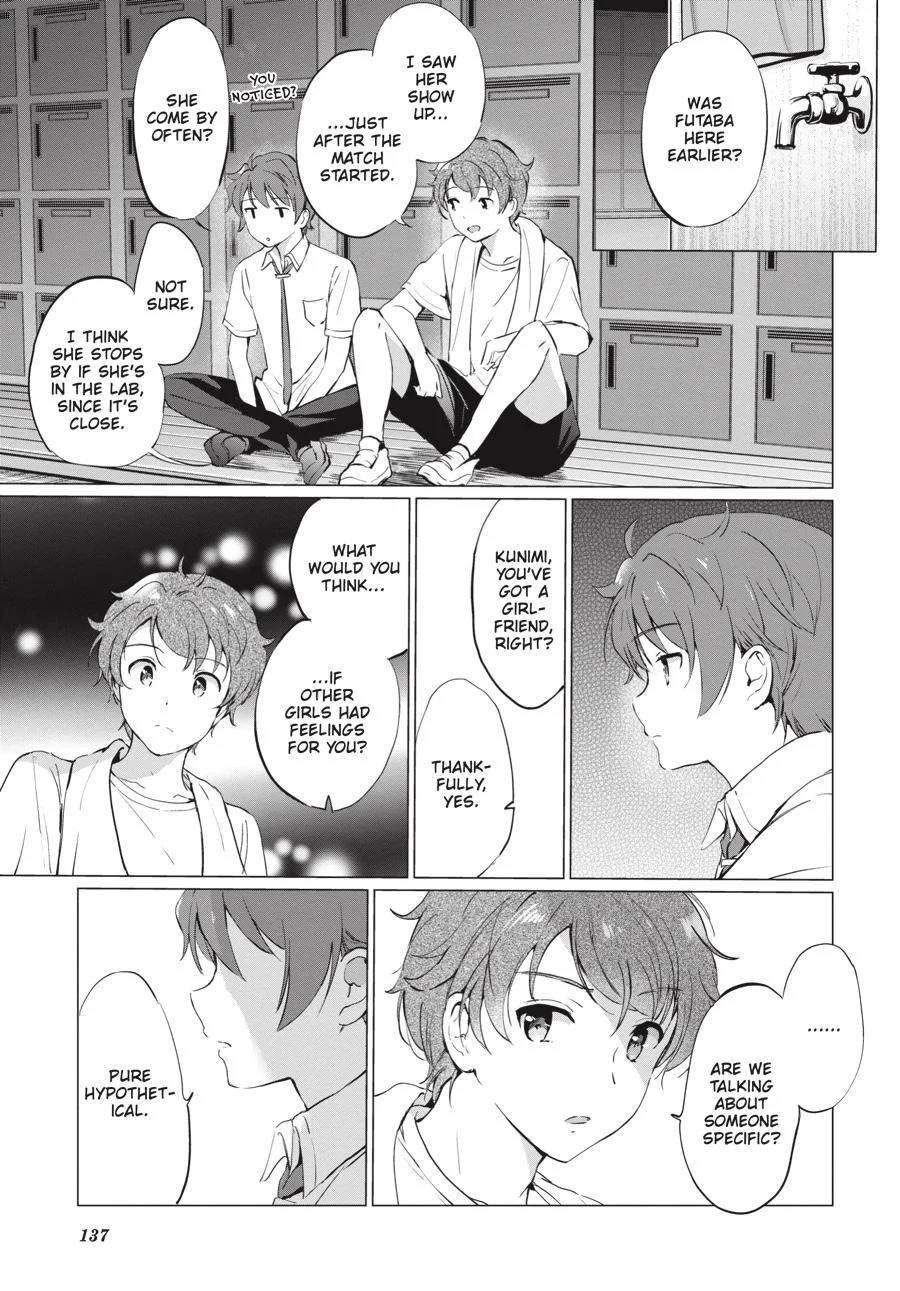 WAS
FUTABA
HERE
EARLIER?
I SAW
HER
SHOW
UP...
...JUST
AFTER THE
MATCH
STARTED.
YOU
NOTICED?
SHE
COME BY
OFTEN?
NOT
SURE.
I THINK
SHE STOPS
BY IF SHE'S
IN THE LAB,
SINCE IT'S
CLOSE.
KUNIMI,
YOU'VE
GOT A
GIRL-
FRIEND,
RIGHT?
THANK-
FULLY,
YES.
WHAT
WOULD YOU
THINK...
...IF
OTHER
GIRLS HAD
FEELINGS
FOR YOU?
......
ARE WE
TALKING
ABOUT
SOMEONE
SPECIFIC?
PURE
HYPOTHET-
ICAL.
137